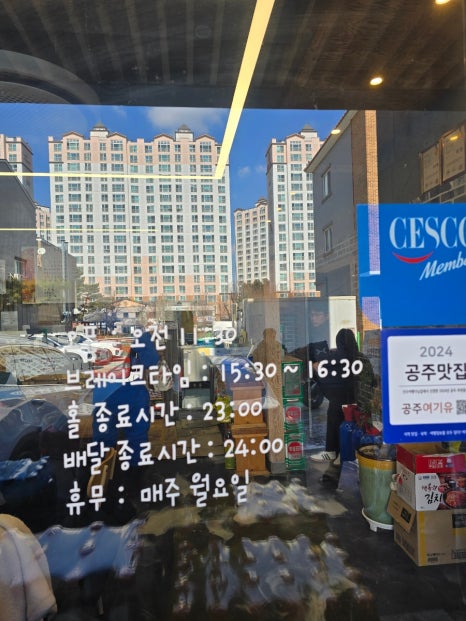 CESCO
Membe
2024
공주맛집
공주여기유
오전 11:30
브레이크타임 : 15:30 ~ 16:30
홀 종료시간 : 23:00
배달 종료시간 : 24:00
휴무 : 매주 월요일
김치